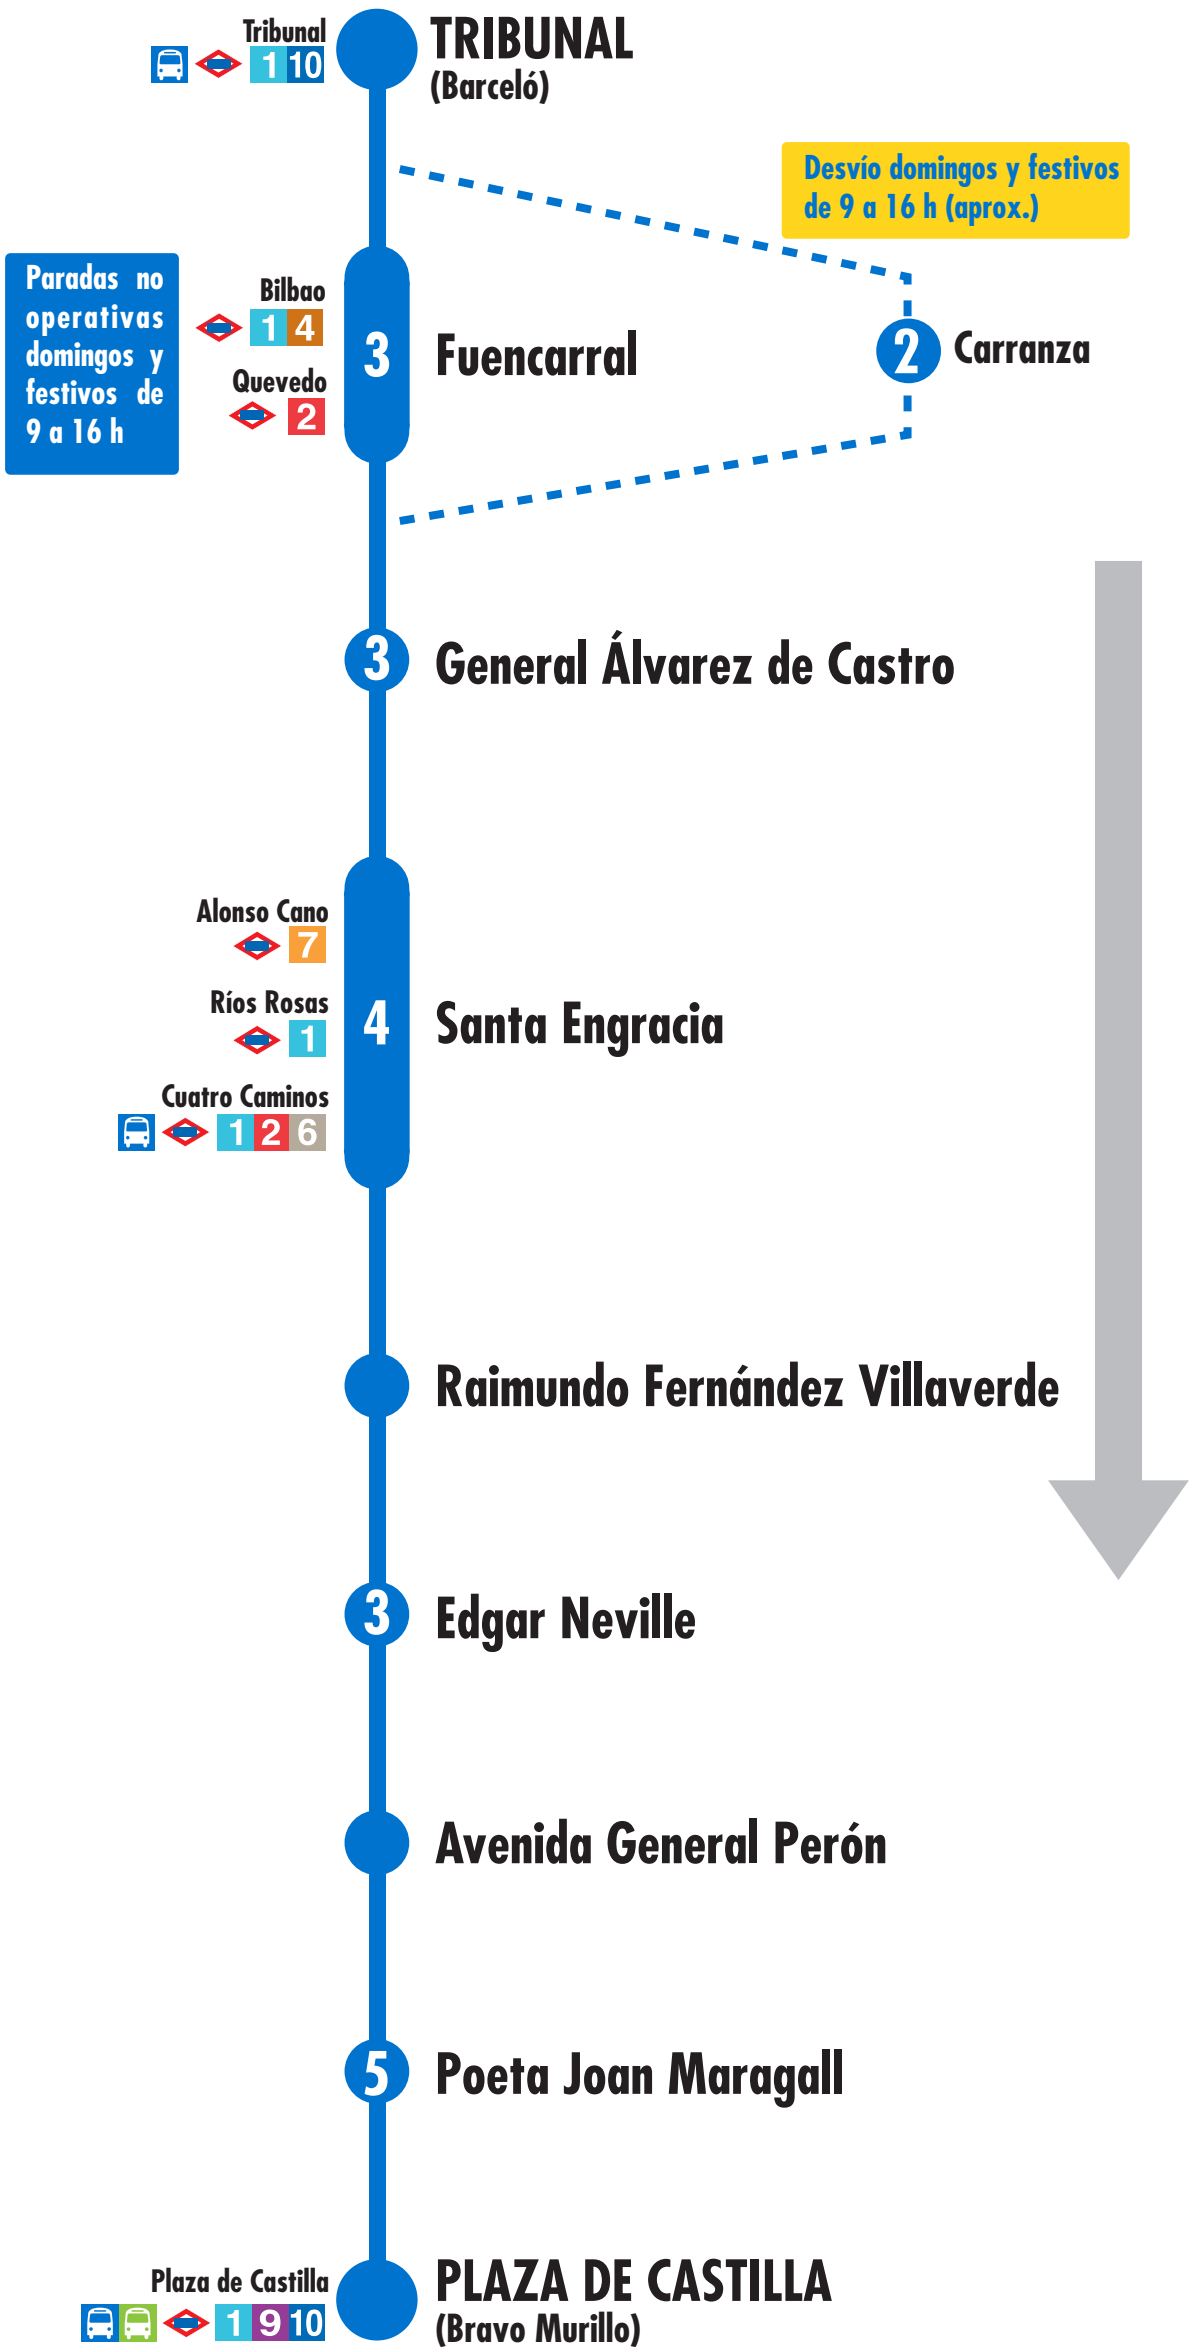 Tribunal
1 10
TRIBUNAL
(Barceló)
Desvío domingos y festivos
de 9 a 16 h (aprox.)
Paradas no
operativas
domingos y
festivos de
9 a 16 h
Bilbao
1 4
Quevedo
2
3
Fuencarral
2
Carranza
3
General Álvarez de Castro
Alonso Cano
7
Ríos Rosas
1
Cuatro Caminos
1 2 6
4
Santa Engracia
Raimundo Fernández Villaverde
3
Edgar Neville
Avenida General Perón
5
Poeta Joan Maragall
Plaza de Castilla
1 9 10
PLAZA DE CASTILLA
(Bravo Murillo)